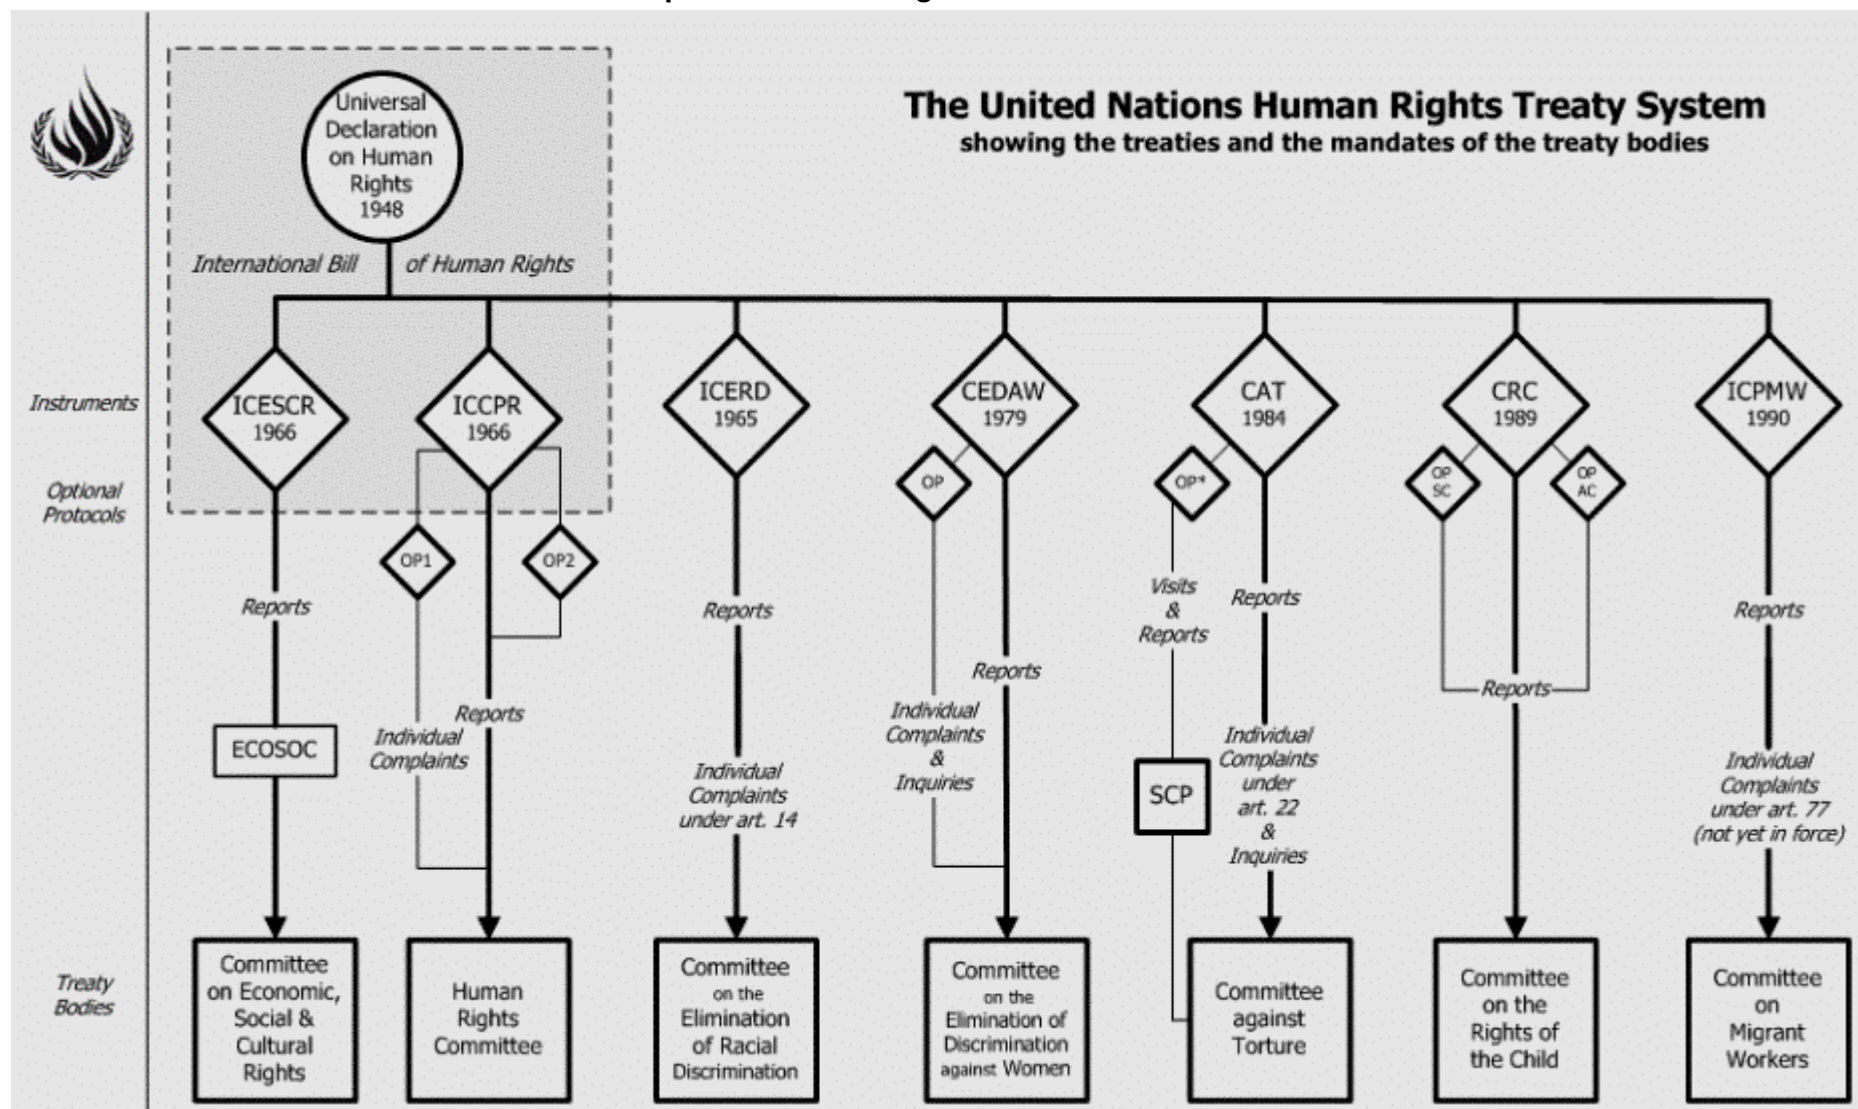 The United Nations Human Rights Treaty System
showing the treaties and the mandates of the treaty bodies
Universal
Declaration
on Human
Rights
1948
International Bill
of Human Rights
Instruments
ICESCR
1966
ICCPR
1966
ICERD
1965
CEDAW
1979
CAT
1984
CRC
1989
ICPMW
1990
Optional
Protocols
OP1
OP2
OP
OP*
OP
SC
OP
AC
Reports
Individual
Complaints
Reports
Reports
Individual
Complaints
under art. 14
Individual
Complaints
&
Inquiries
Reports
Visits
&
Reports
Reports
Individual
Complaints
under
art. 22
&
Inquiries
Reports
Reports
Individual
Complaints
under art. 77
(not yet in force)
ECOSOC
SCP
Treaty
Bodies
Committee
on Economic,
Social &
Cultural
Rights
Human
Rights
Committee
Committee
on the
Elimination
of Racial
Discrimination
Committee
on the
Elimination of
Discrimination
against Women
Committee
against
Torture
Committee
on the
Rights of
the Child
Committee
on
Migrant
Workers